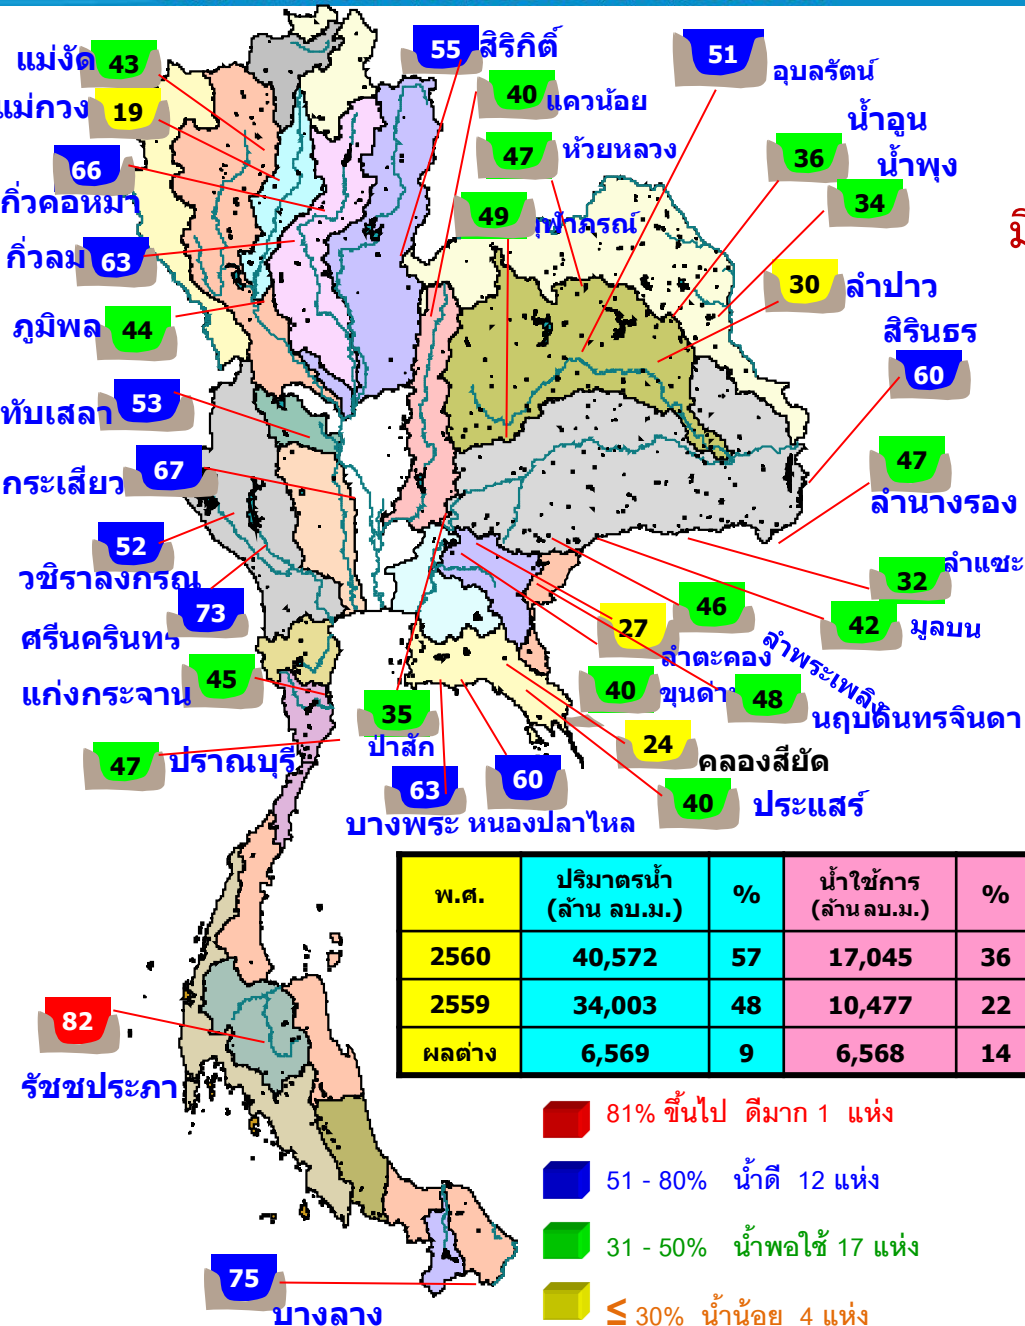 แม่งัด 43
55 สิริกิติ์
51 อุบลรัตน์
แม่กวง 19
40 แควน้อย
น้ำอูน
36
66
กิ่วคอหมา
47 ห้วยหลวง
น้ำพุง
34
49 จุฬาภรณ์
มิ
กิ่วลม 63
30 ลำปาว
ภูมิพล 44
สิรินธร
60
ทับเสลา 53
กระเสียว 67
47
ลำนางรอง
52
วชิราลงกรณ
ลำแชะ
32
73
ศรีนครินทร์
27
ลำตะคอง
46
ลำพระเพลิง
42 มูลบน
แก่งกระจาน 45
40 ขุนด่าน
48
นฤบดินทรจินดา
35
ป่าสัก
47 ปราณบุรี
24
คลองสียัด
63
บางพระ
60
หนองปลาไหล
40 ประแสร์
พ.ศ. ปริมาตรน้ำ (ล้าน ลบ.ม.) % น้ำใช้การ (ล้าน ลบ.ม.) %
2560 40,572 57 17,045 36
2559 34,003 48 10,477 22
ผลต่าง 6,569 9 6,568 14
82
รัชชประภา
81% ขึ้นไป ดีมาก 1 แห่ง
51 - 80% น้ำดี 12 แห่ง
31 - 50% น้ำพอใช้ 17 แห่ง
≤ 30% น้ำน้อย 4 แห่ง
75
บางลาง